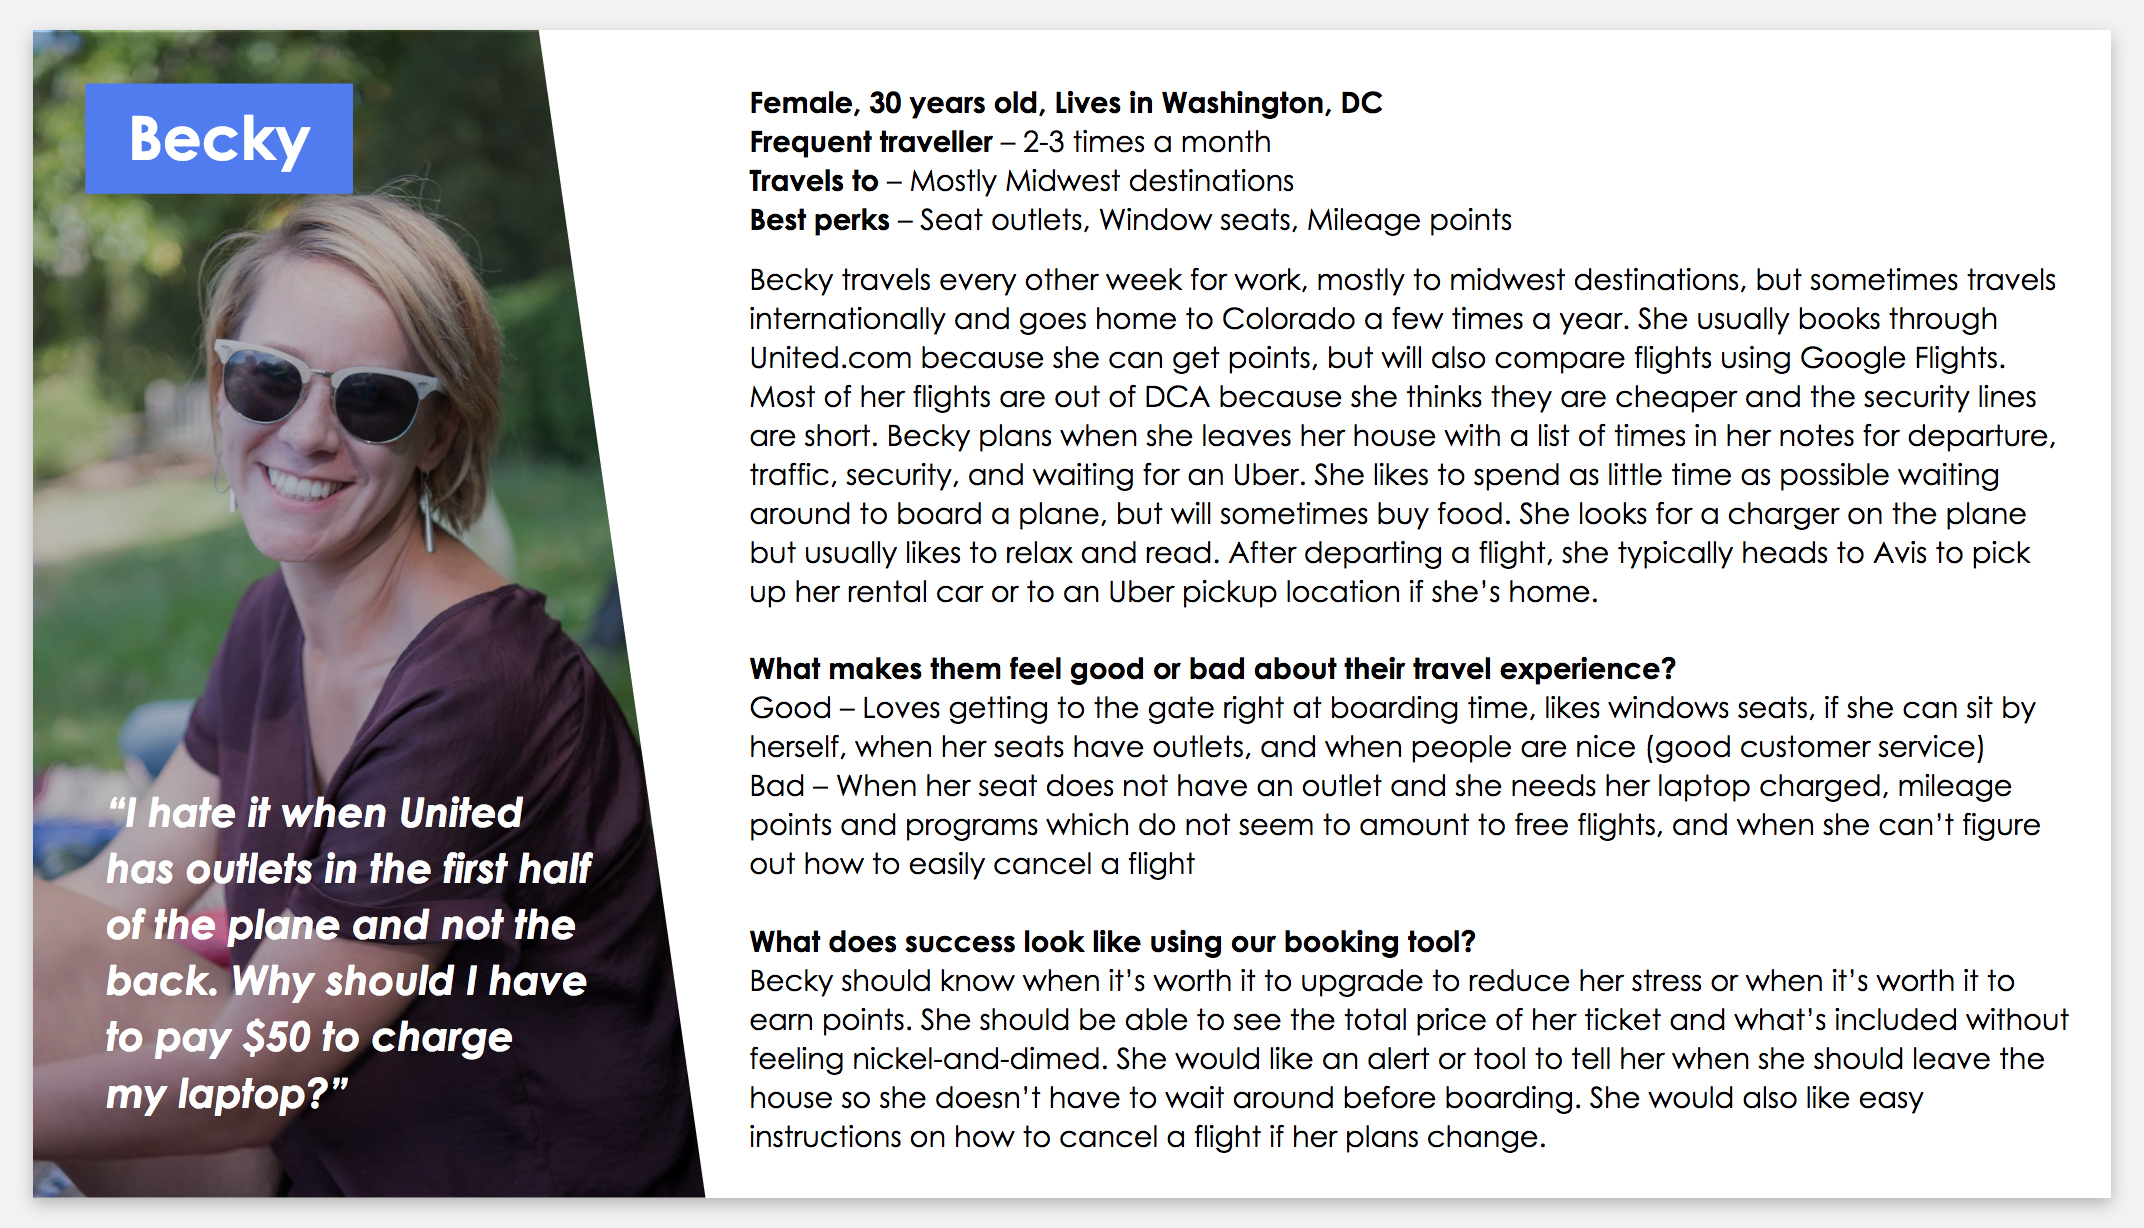 Becky
“I hate it when United
has outlets in the first half
of the plane and not the
back. Why should I have
to pay $50 to charge
my laptop?”
Female, 30 years old, Lives in Washington, DC
Frequent traveller – 2-3 times a month
Travels to – Mostly Midwest destinations
Best perks – Seat outlets, Window seats, Mileage points
Becky travels every other week for work, mostly to midwest destinations, but sometimes travels
internationally and goes home to Colorado a few times a year. She usually books through
United.com because she can get points, but will also compare flights using Google Flights.
Most of her flights are out of DCA because she thinks they are cheaper and the security lines
are short. Becky plans when she leaves her house with a list of times in her notes for departure,
traffic, security, and waiting for an Uber. She likes to spend as little time as possible waiting
around to board a plane, but will sometimes buy food. She looks for a charger on the plane
but usually likes to relax and read. After departing a flight, she typically heads to Avis to pick
up her rental car or to an Uber pickup location if she’s home.
What makes them feel good or bad about their travel experience?
Good – Loves getting to the gate right at boarding time, likes windows seats, if she can sit by
herself, when her seats have outlets, and when people are nice (good customer service)
Bad – When her seat does not have an outlet and she needs her laptop charged, mileage
points and programs which do not seem to amount to free flights, and when she can’t figure
out how to easily cancel a flight
What does success look like using our booking tool?
Becky should know when it’s worth it to upgrade to reduce her stress or when it’s worth it to
earn points. She should be able to see the total price of her ticket and what’s included without
feeling nickel-and-dimed. She would like an alert or tool to tell her when she should leave the
house so she doesn’t have to wait around before boarding. She would also like easy
instructions on how to cancel a flight if her plans change.